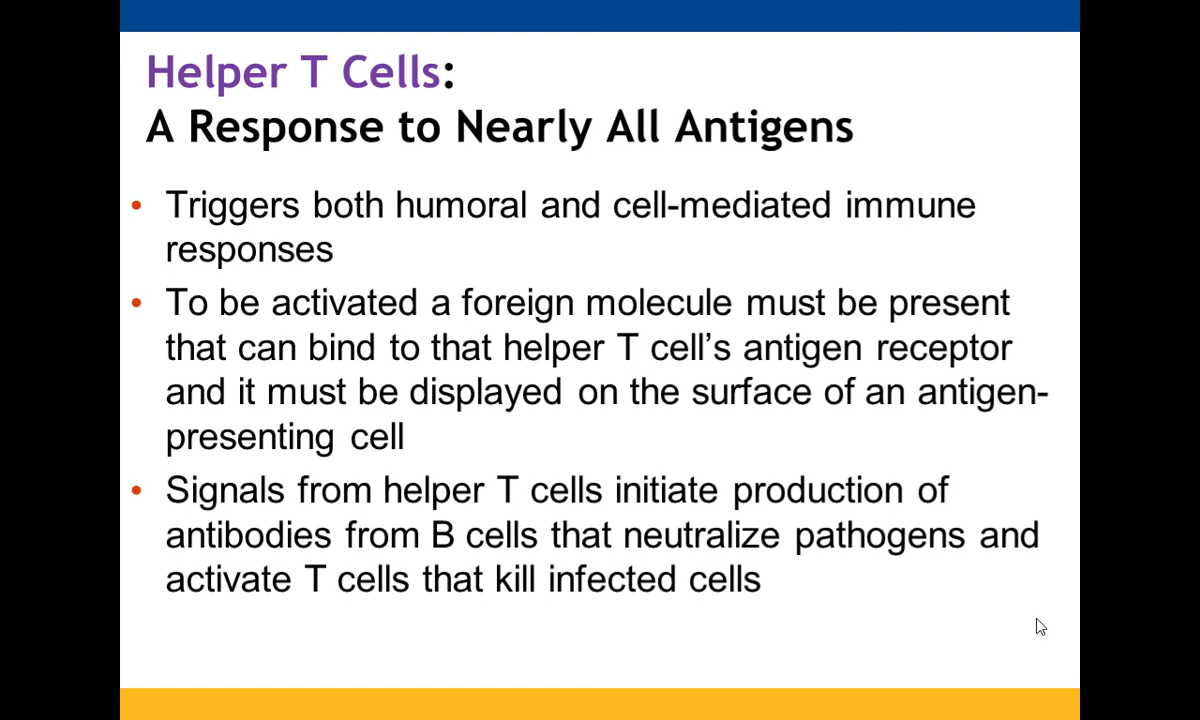 Helper T Cells:
A Response to Nearly All Antigens
• Triggers both humoral and cell-mediated immune
responses
• To be activated a foreign molecule must be present
that can bind to that helper T cell’s antigen receptor
and it must be displayed on the surface of an antigen-
presenting cell
• Signals from helper T cells initiate production of
antibodies from B cells that neutralize pathogens and
activate T cells that kill infected cells